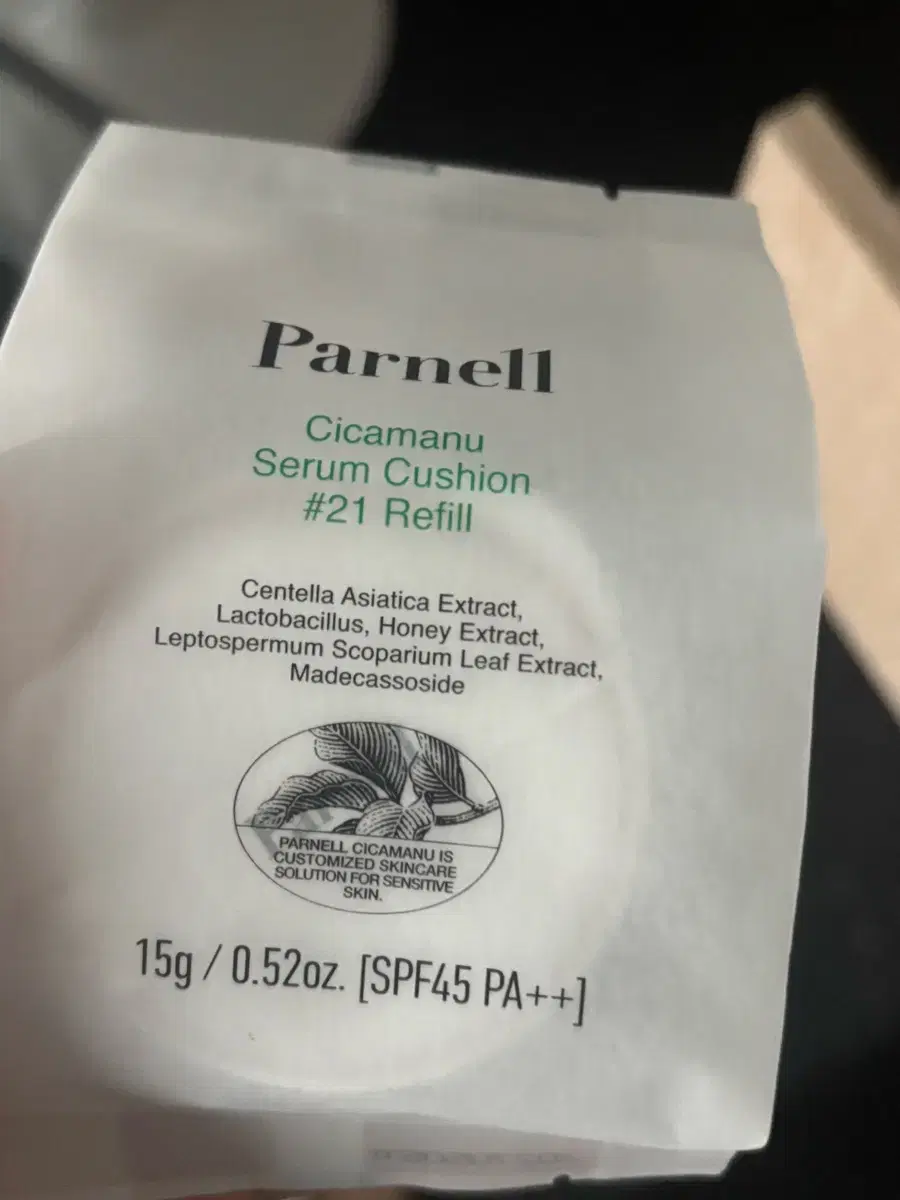 Parnell
Cicamanu
Serum Cushion
#21 Refill
Centella Asiatica Extract,
Lactobacillus, Honey Extract,
Leptospermum Scoparium Leaf Extract,
Madecassoside
PARNELL CICAMANU IS
CUSTOMIZED SKINCARE
SOLUTION FOR SENSITIVE
SKIN.
15g / 0.52oz. [SPF45 PA++]